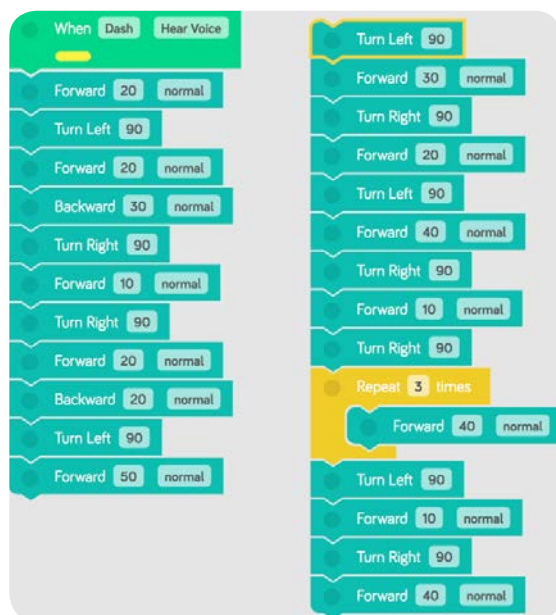 When Dash Hear Voice
Forward 20 normal
Turn Left 90
Forward 20 normal
Backward 30 normal
Turn Right 90
Forward 10 normal
Turn Right 90
Forward 20 normal
Backward 20 normal
Turn Left 90
Forward 50 normal
Turn Left 90
Forward 30 normal
Turn Right 90
Forward 20 normal
Turn Left 90
Forward 40 normal
Turn Right 90
Forward 10 normal
Turn Right 90
Repeat 3 times
Forward 40 normal
Turn Left 90
Forward 10 normal
Turn Right 90
Forward 40 normal